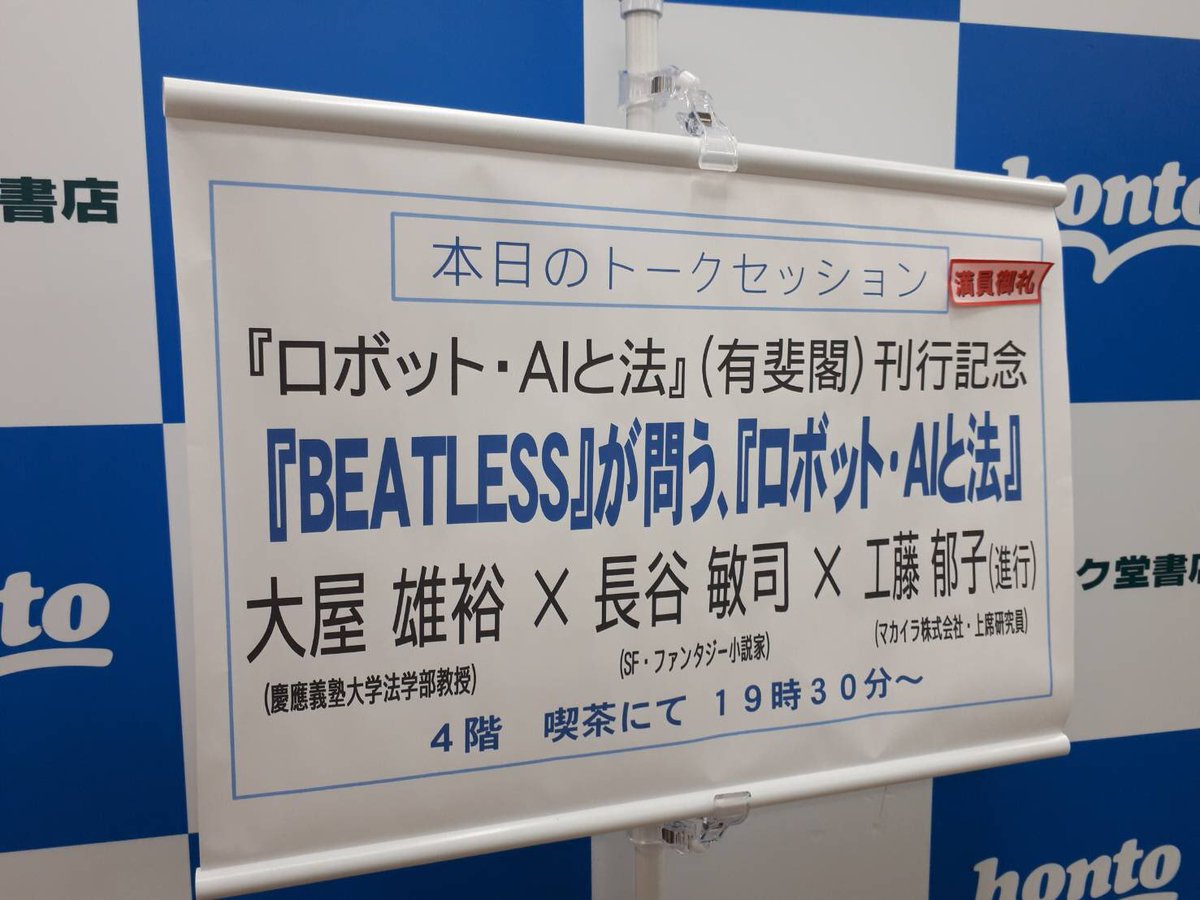 本日のトークセッション
満員御礼
『ロボット・AIと法』(有斐閣)刊行記念
『BEATLESS』が問う、『ロボット・AIと法』
大屋 雄裕 × 長谷 敏司 × 工藤 郁子(進行)
(慶應義塾大学法学部教授)
(SF・ファンタジー小説家)
(マカイラ株式会社・上席研究員)
4階 喫茶にて 19時30分~
書店
honto
ク堂書店
nto
honto